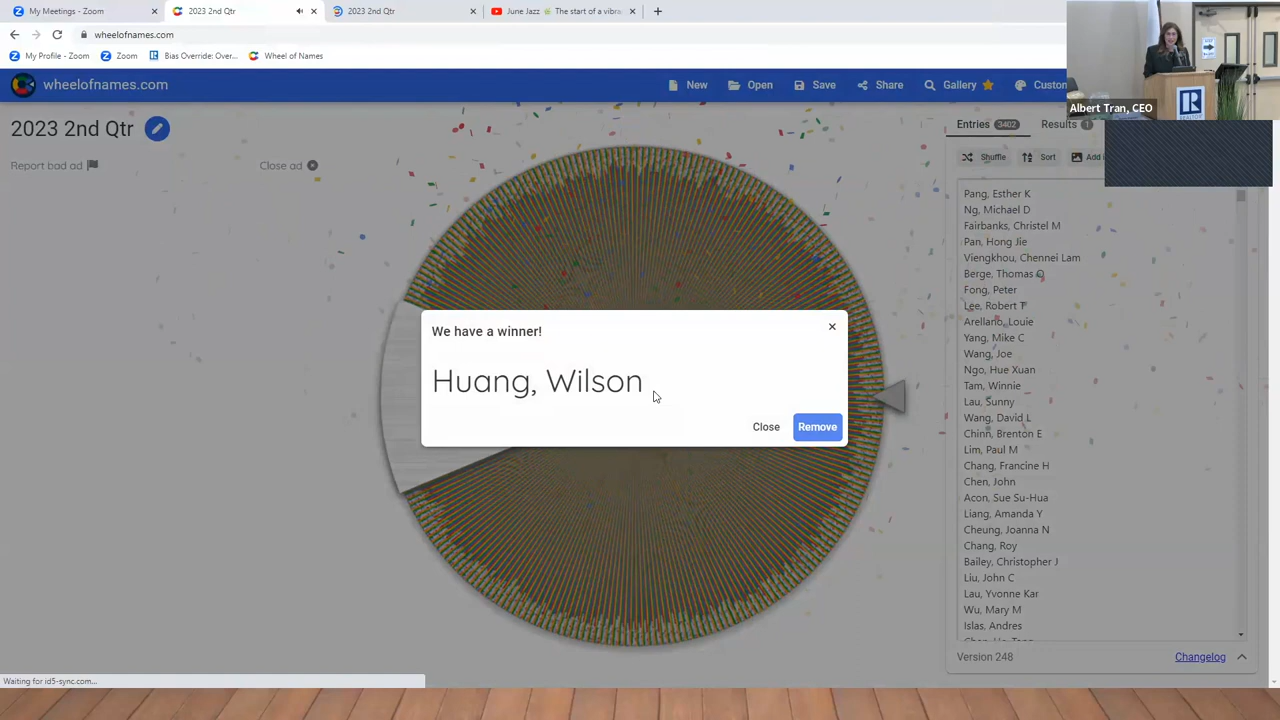 My Meetings - Zoom
2023 2nd Qtr
2023 2nd Qtr
June Jazz 🌿 The start of a vibra
wheelofnames.com
My Profile - Zoom
Zoom
Bias Override: Over...
Wheel of Names
wheelofnames.com
New
Open
Save
Share
Gallery
Custom
Albert Tran, CEO
R
REALTOR
2023 2nd Qtr
Report bad ad
Close ad
Entries 3402
Results 1
Shuffle
Sort
Add i
Pang, Esther K
Ng, Michael D
Fairbanks, Christel M
Pan, Hong Jie
Viengkhou, Chennei Lam
Berge, Thomas O
Fong, Peter
Lee, Robert T
Arellano, Louie
Yang, Mike C
Wang, Joe
Ngo, Hue Xuan
Tam, Winnie
Lau, Sunny
Wang, David L
Chinn, Brenton E
Lim, Paul M
Chang, Francine H
Chen, John
Acon, Sue Su-Hua
Liang, Amanda Y
Cheung, Joanna N
Chang, Roy
Bailey, Christopher J
Liu, John C
Lau, Yvonne Kar
Wu, Mary M
Islas, Andres
We have a winner!
Huang, Wilson
Close
Remove
Version 248
Changelog
Waiting for id5-sync.com...